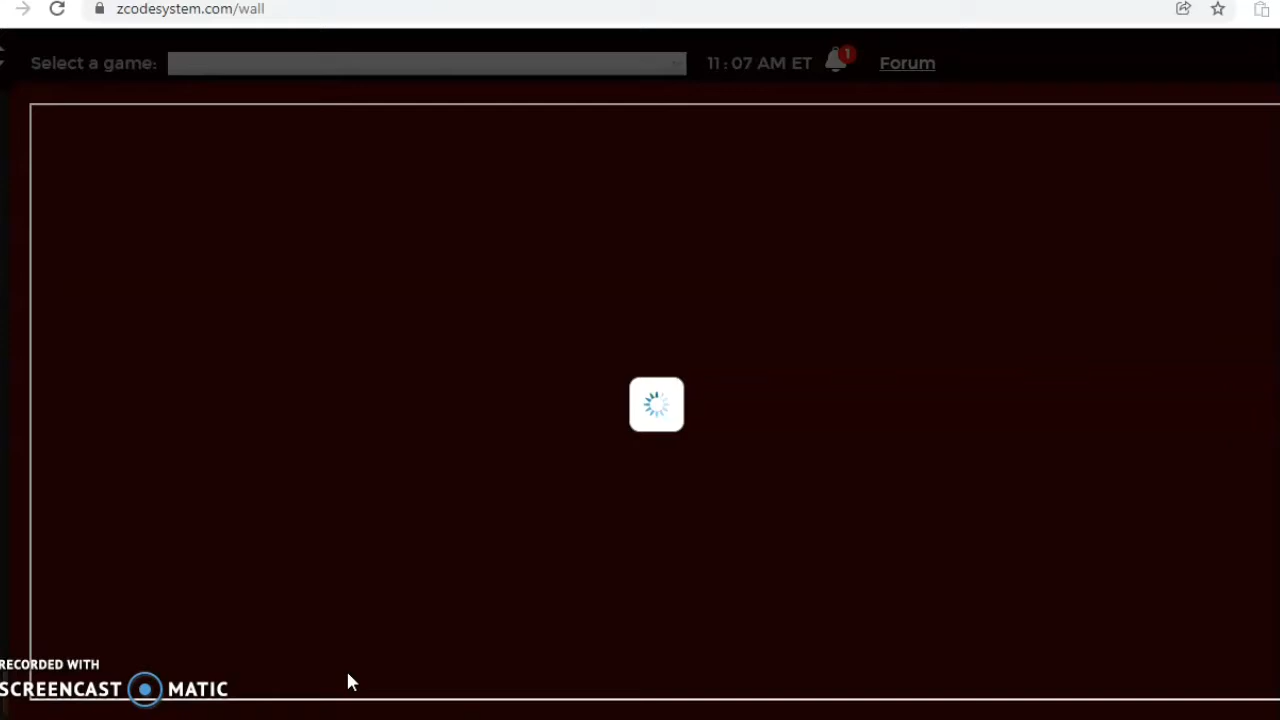 zcodesystem.com/wall
Select a game:
11:07 AM ET
1
Forum
RECORDED WITH
SCREENCAST MATIC